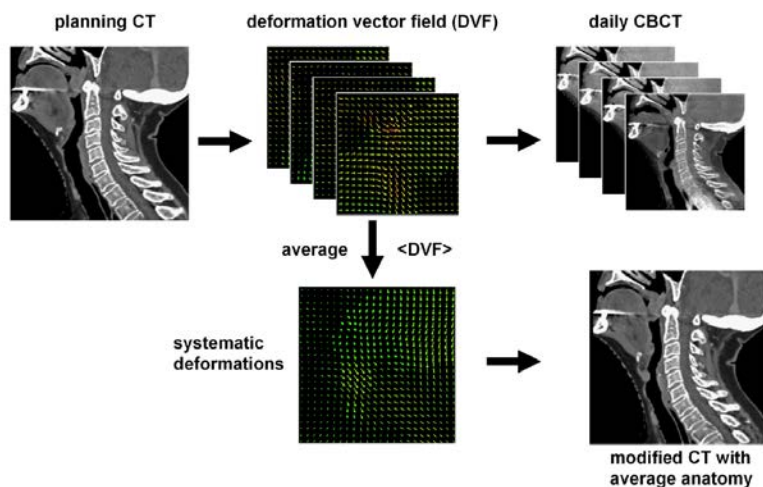 planning CT
deformation vector field (DVF)
daily CBCT
average
<DVF>
systematic
deformations
modified CT with
average anatomy